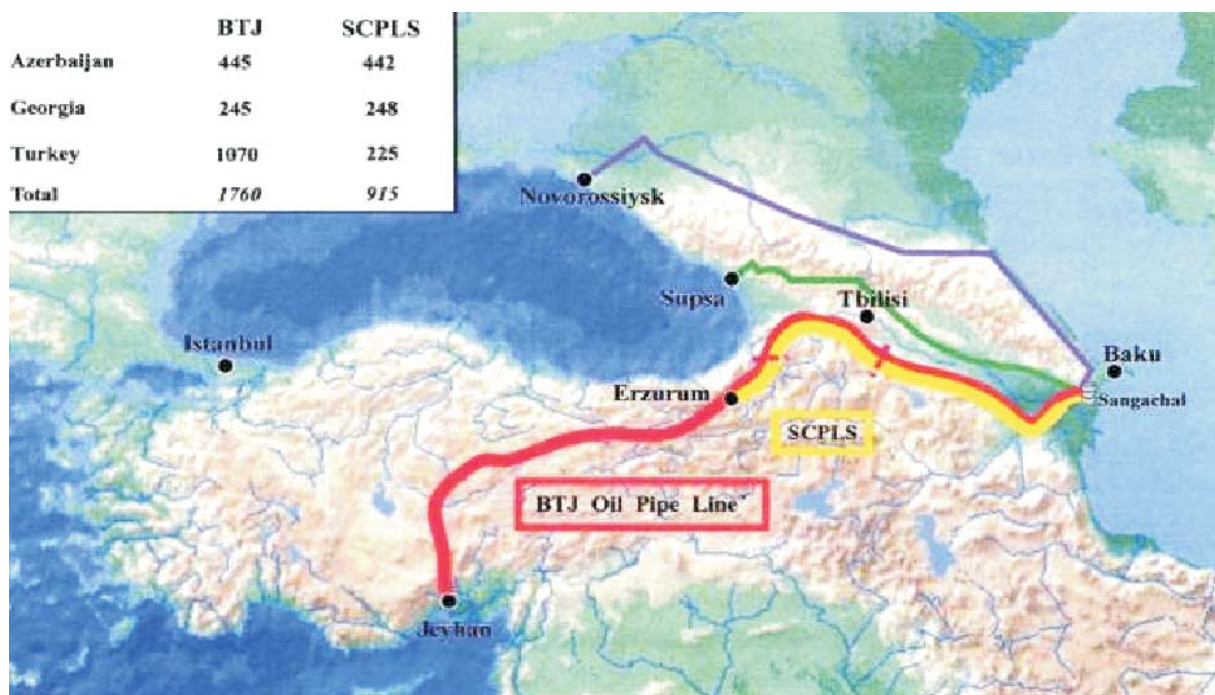 BTJ SCPLS
Azerbaijan 445 442
Georgia 245 248
Turkey 1070 225
Total 1760 915
Novorossiysk
Supsa
Tbilisi
Istanbul
Baku
Erzurum
Sangachal
SCPLS
BTJ Oil Pipe Line"
Jeyhan